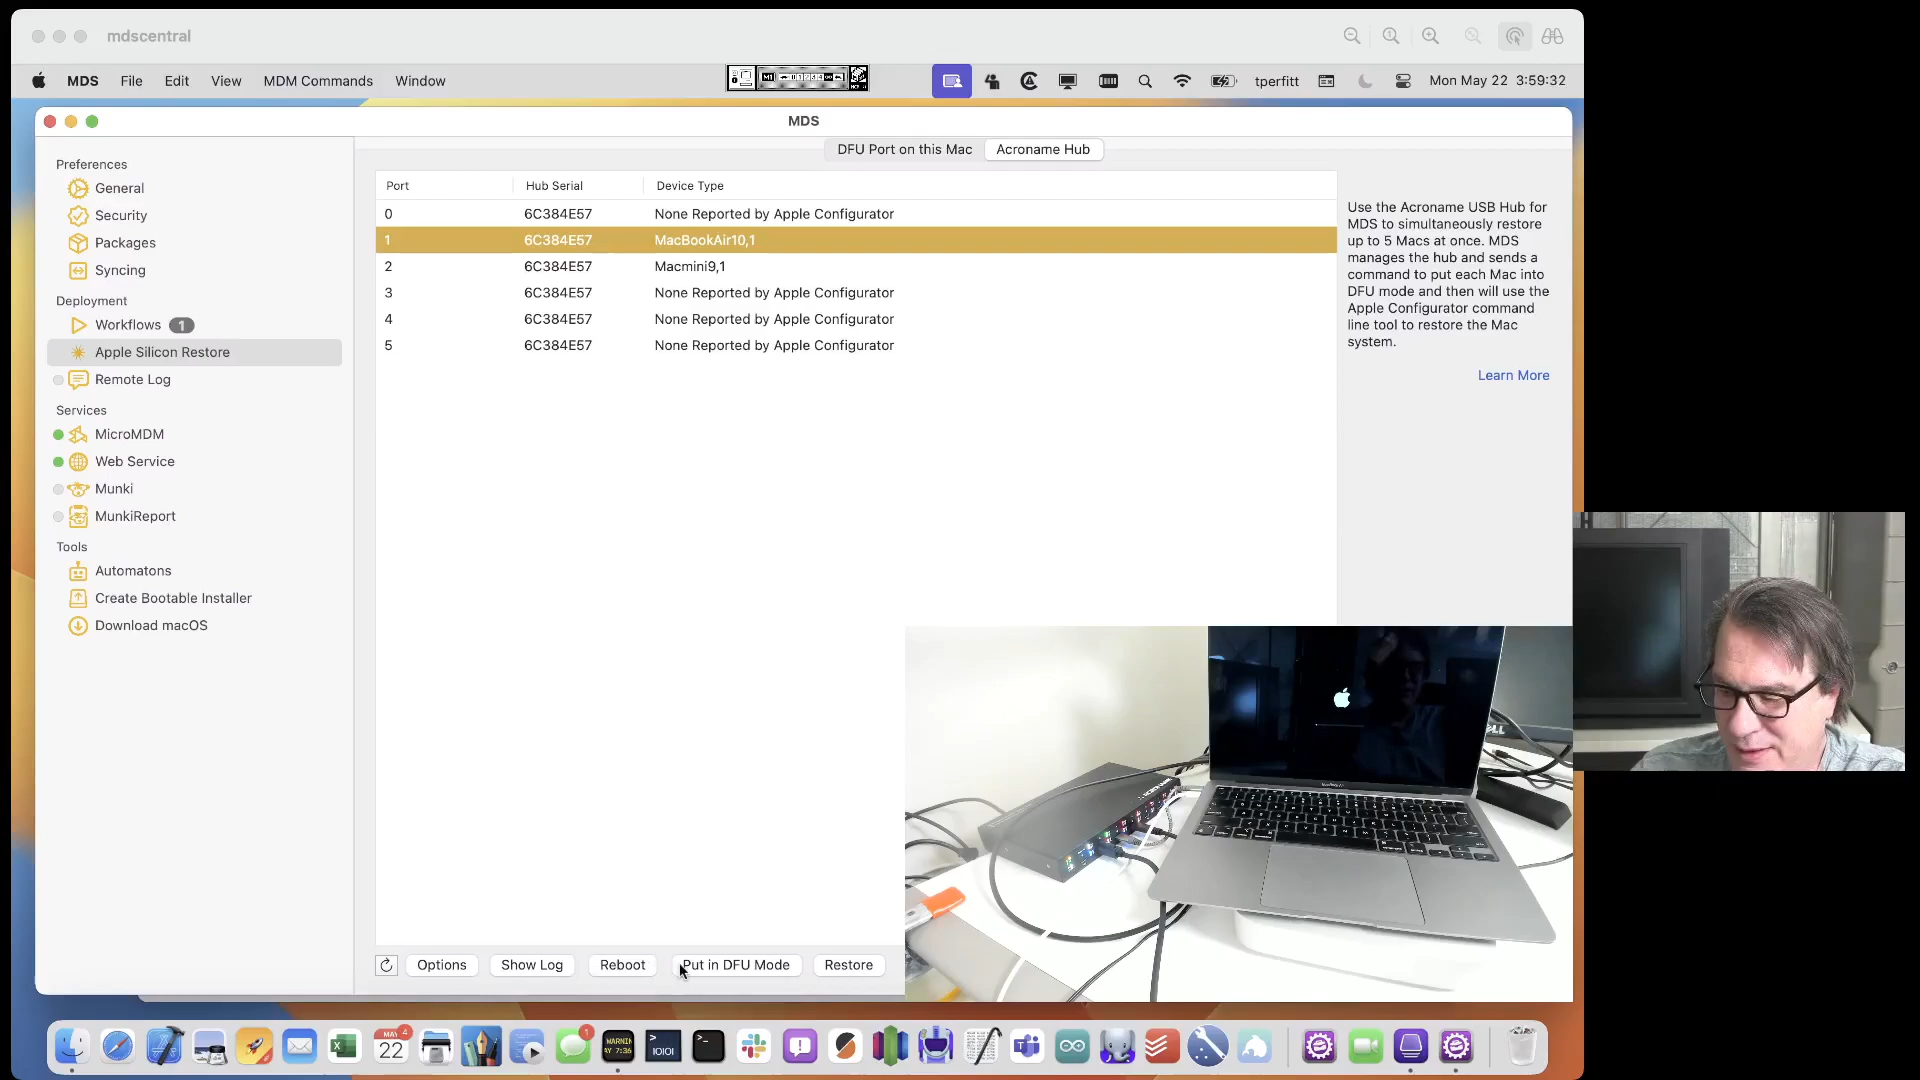 mdscentral
MDS File Edit View MDM Commands Window
tperfitt Mon May 22 3:59:32
MDS
DFU Port on this Mac Acroname Hub
Preferences
General
Security
Packages
Syncing
Deployment
Workflows 1
Apple Silicon Restore
Remote Log
Services
MicroMDM
Web Service
Munki
MunkiReport
Tools
Automatons
Create Bootable Installer
Download macOS
Port Hub Serial Device Type
0 6C384E57 None Reported by Apple Configurator
1 6C384E57 MacBookAir10,1
2 6C384E57 Macmini9,1
3 6C384E57 None Reported by Apple Configurator
4 6C384E57 None Reported by Apple Configurator
5 6C384E57 None Reported by Apple Configurator
Use the Acroname USB Hub for
MDS to simultaneously restore
up to 5 Macs at once. MDS
manages the hub and sends a
command to put each Mac into
DFU mode and then will use the
Apple Configurator command
line tool to restore the Mac
system.
Learn More
Options Show Log Reboot Put in DFU Mode Restore
MAY 4
22
1
WARNIN
AY 7:36